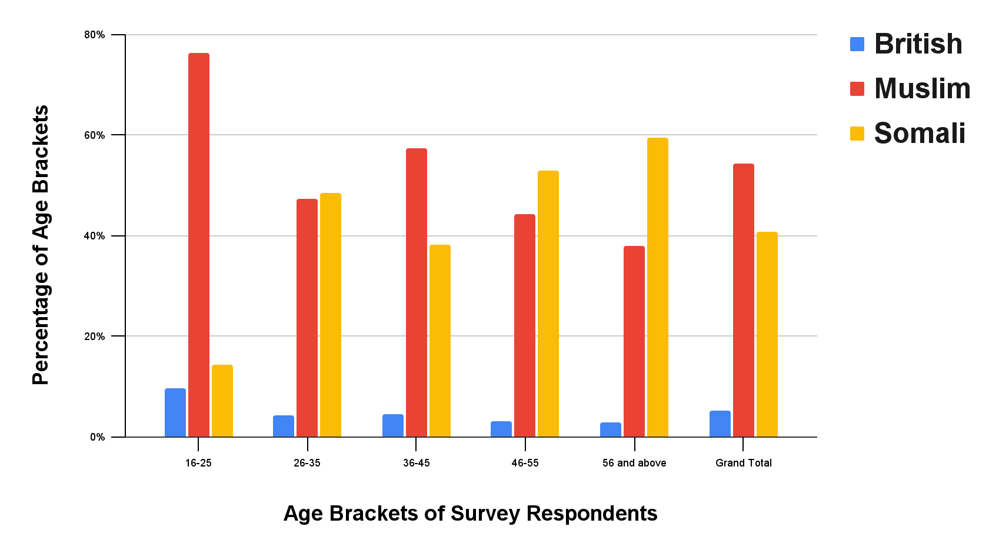 80%
60%
40%
20%
0%
Percentage of Age Brackets
16-25
26-35
36-45
46-55
56 and above
Grand Total
Age Brackets of Survey Respondents
British
Muslim
Somali